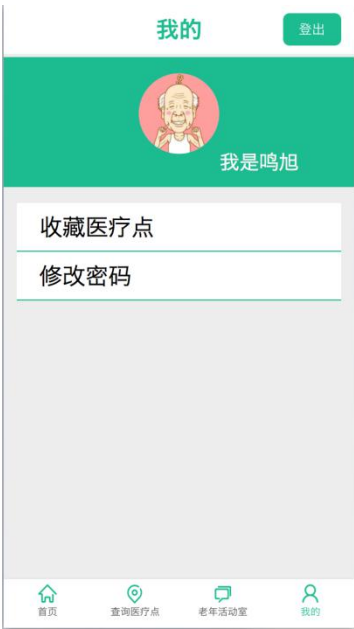 我的
登出
我是鸣旭
收藏医疗点
修改密码
首页
查询医疗点
老年活动室
我的